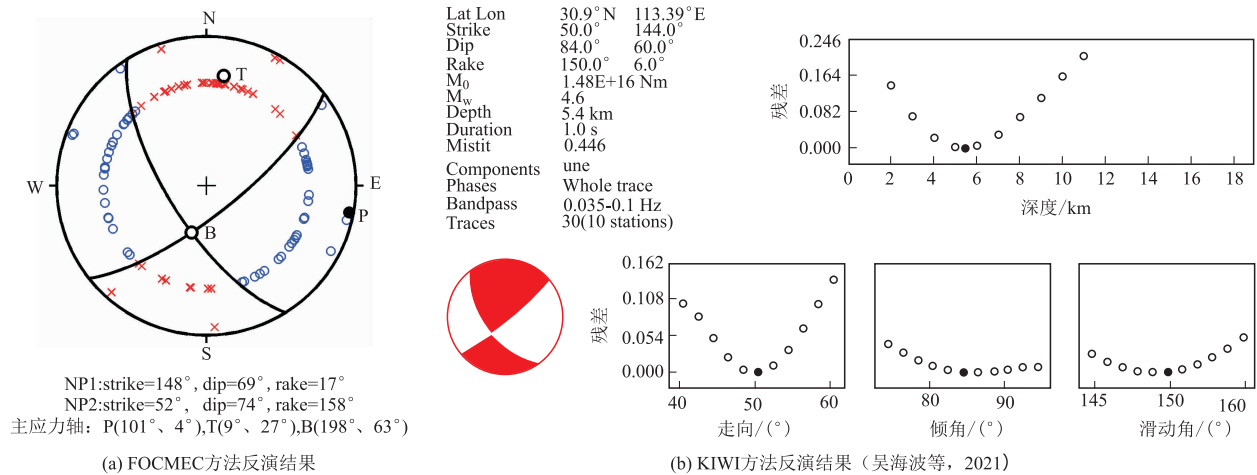 N
T
W
E
P
B
S
NP1:strike=148°, dip=69°, rake=17°
NP2:strike=52°, dip=74°, rake=158°
主应力轴：P(101°、4°),T(9°、27°),B(198°、63°)
(a) FOCMEC方法反演结果
Lat Lon 30.9°N 113.39°E
Strike 50.0° 144.0°
Dip 84.0° 60.0°
Rake 150.0° 6.0°
M0 1.48E+16 Nm
Mw 4.6
Depth 5.4 km
Duration 1.0 s
Mistit 0.446
Components une
Phases Whole trace
Bandpass 0.035-0.1 Hz
Traces 30(10 stations)
残差
0.246
0.164
0.082
0.000
0 2 4 6 8 10 12 14 16 18
深度/km
残差
0.162
0.108
0.054
0.000
40 50 60
走向/(°)
80 90
倾角/(°)
145 150 160
滑动角/(°)
(b) KIWI方法反演结果（吴海波等，2021）